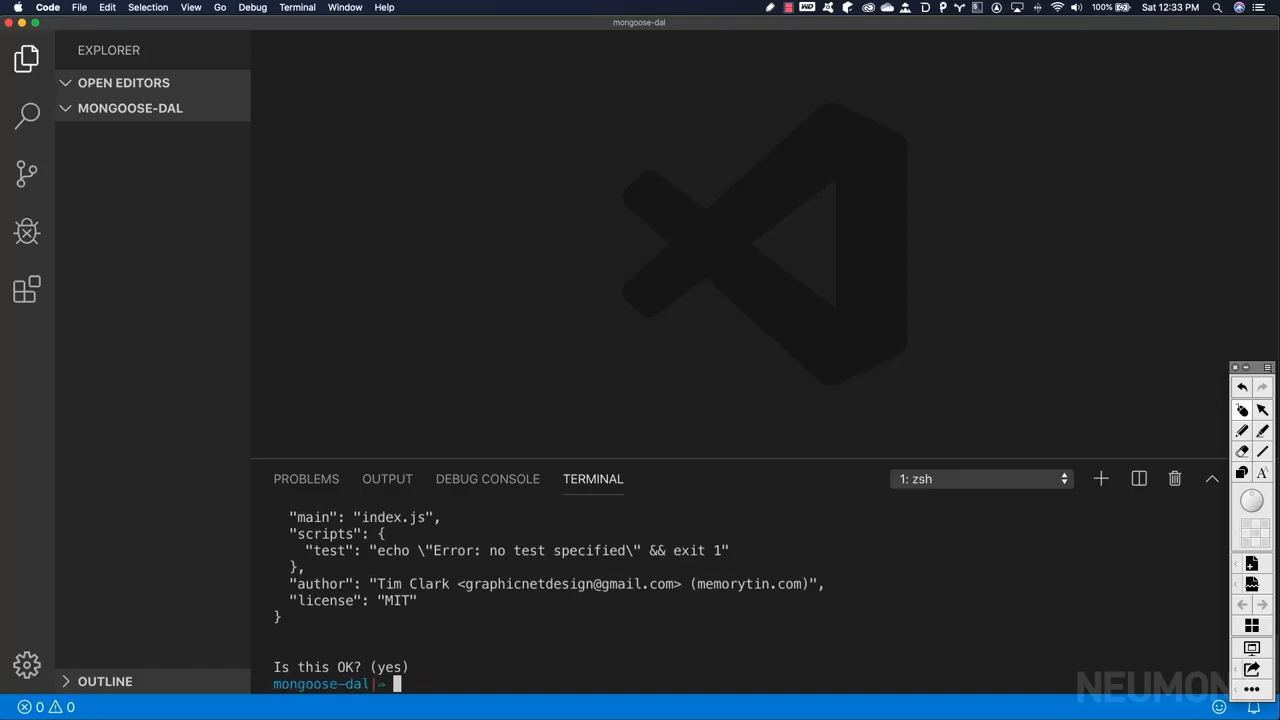 Code File Edit Selection View Go Debug Terminal Window Help 100% Sat 12:33 PM
mongoose-dal
EXPLORER
OPEN EDITORS
MONGOOSE-DAL
PROBLEMS OUTPUT DEBUG CONSOLE TERMINAL 1: zsh
"main": "index.js",
"scripts": {
"test": "echo \"Error: no test specified\" && exit 1"
},
"author": "Tim Clark <graphicnetdesign@gmail.com> (memorytin.com)",
"license": "MIT"
}
Is this OK? (yes)
mongoose-dal|⇒
OUTLINE
NEUMON
0 0